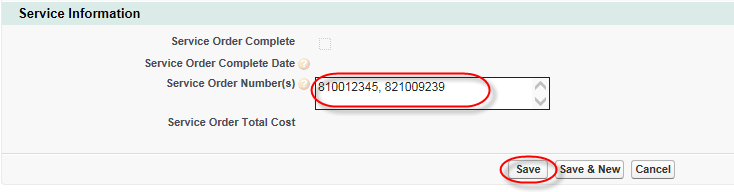 Service Information
Service Order Complete
Service Order Complete Date ?
Service Order Number(s) ? 810012345, 821009239
Service Order Total Cost
Save Save & New Cancel